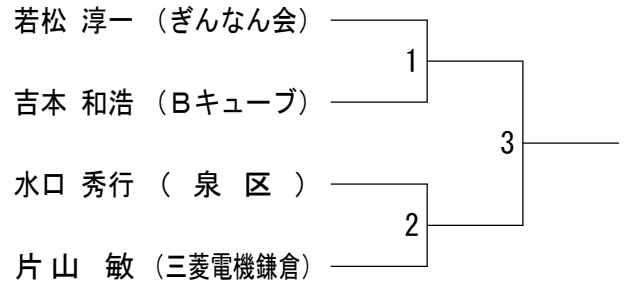 若松 淳一 (ぎんなん会)
1
吉本 和浩 (Bキューブ)
3
水口 秀行 ( 泉 区 )
2
片山 敏 (三菱電機鎌倉)